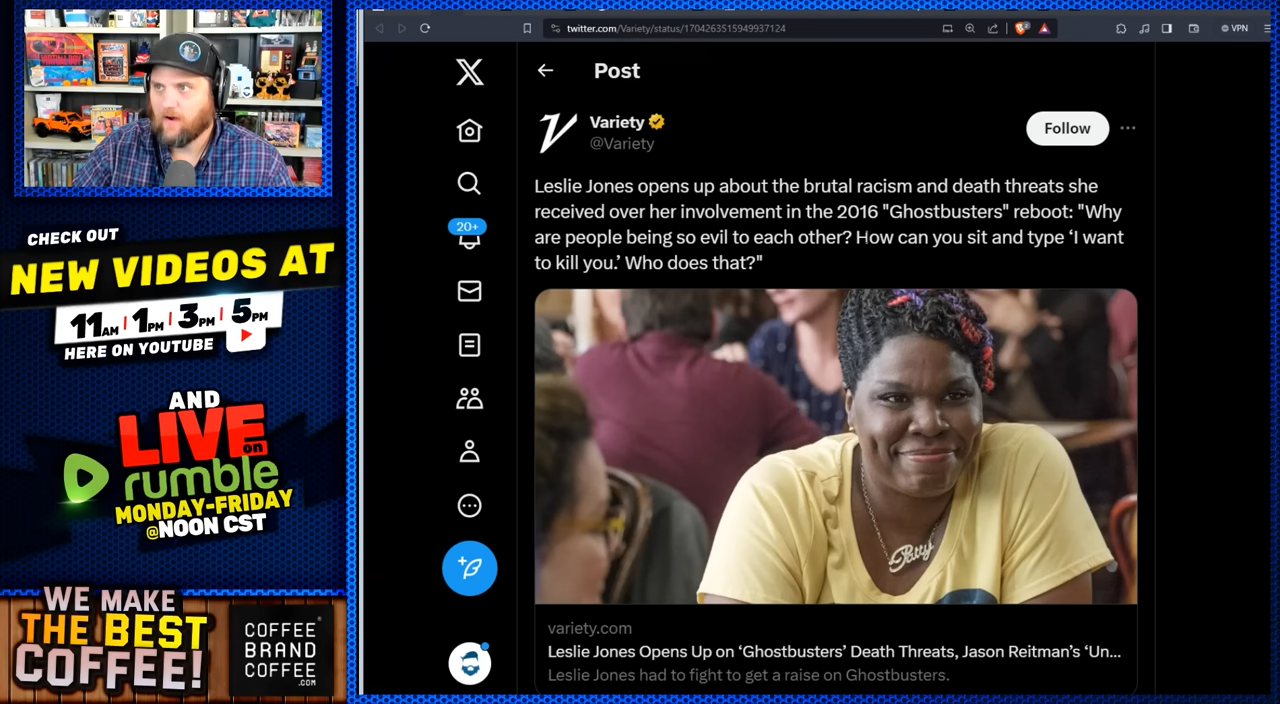 CHECK OUT
NEW VIDEOS AT
11AM | 1PM | 3PM | 5PM
HERE ON YOUTUBE
AND
LIVE on
rumble
MONDAY-FRIDAY
@NOON CST
WE MAKE
THE BEST
COFFEE!
COFFEE
BRAND
COFFEE
.COM
twitter.com/Variety/status/1704263515949937124
VPN
Post
Variety
@Variety
Follow
20+
Leslie Jones opens up about the brutal racism and death threats she
received over her involvement in the 2016 "Ghostbusters" reboot: "Why
are people being so evil to each other? How can you sit and type ‘I want
to kill you.’ Who does that?"
Patty
variety.com
Leslie Jones Opens Up on ‘Ghostbusters’ Death Threats, Jason Reitman’s ‘Un...
Leslie Jones had to fight to get a raise on Ghostbusters.